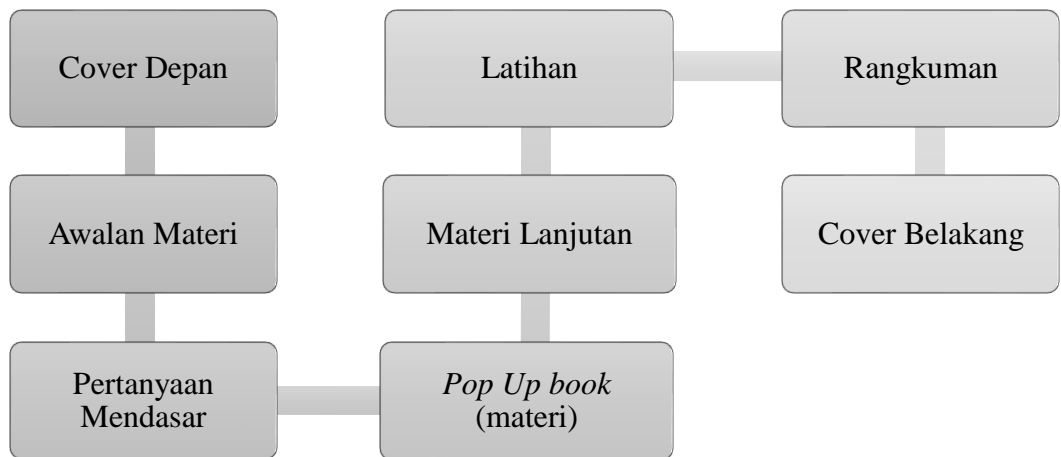 Cover Depan
Awalan Materi
Pertanyaan
Mendasar
Pop Up book
(materi)
Materi Lanjutan
Latihan
Rangkuman
Cover Belakang